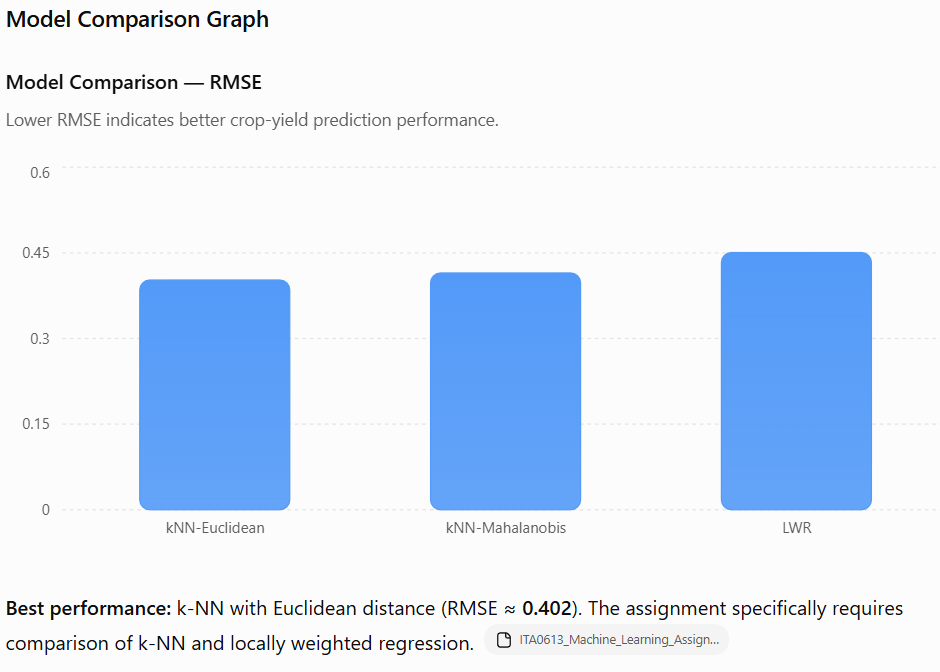 Model Comparison Graph
Model Comparison — RMSE
Lower RMSE indicates better crop-yield prediction performance.
0.6
0.45
0.3
0.15
0
kNN-Euclidean
kNN-Mahalanobis
LWR
Best performance: k-NN with Euclidean distance (RMSE ≈ 0.402). The assignment specifically requires
comparison of k-NN and locally weighted regression. ITA0613_Machine_Learning_Assign...